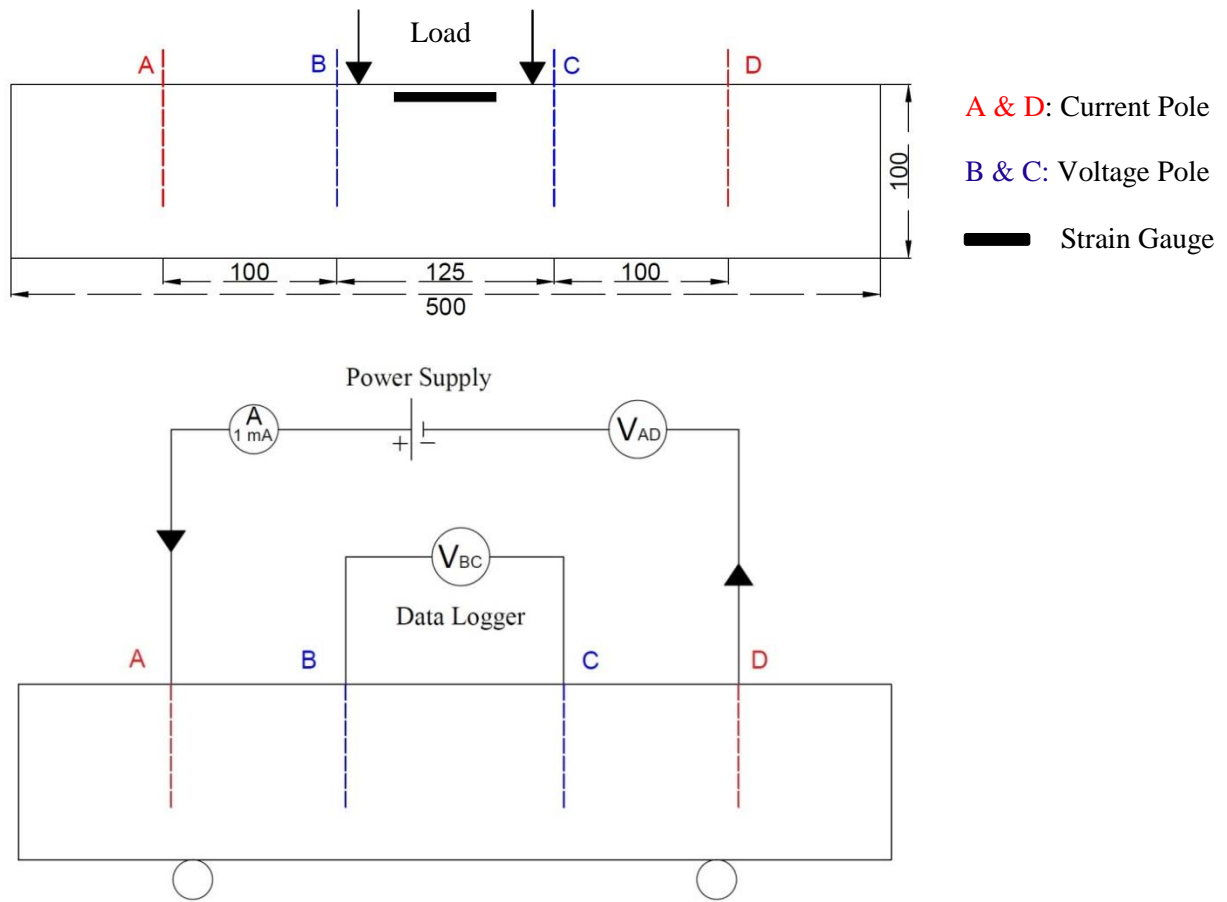 Load
A
B
C
D
A & D: Current Pole
B & C: Voltage Pole
Strain Gauge
100
100
125
100
500
Power Supply
A
1 mA
+ −
VAD
VBC
Data Logger
A
B
C
D